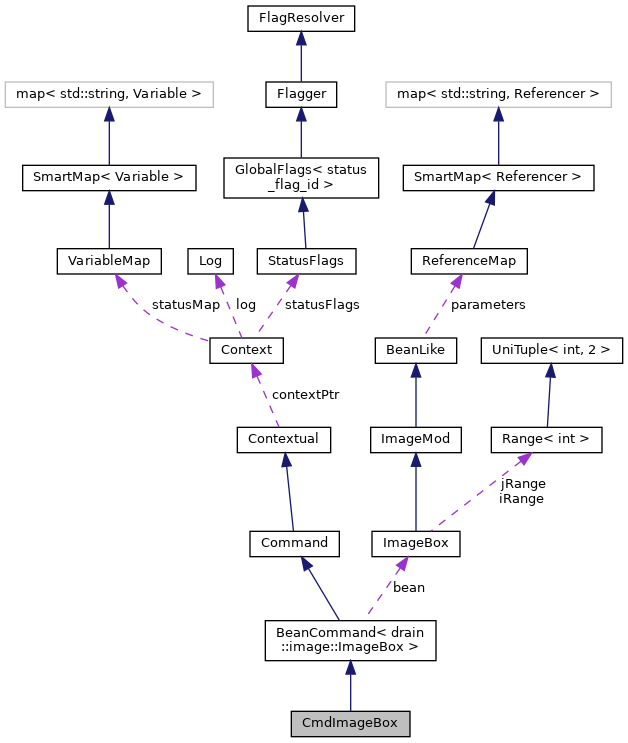 FlagResolver
map< std::string, Variable >
Flagger
map< std::string, Referencer >
SmartMap< Variable >
GlobalFlags< status
_flag_id >
SmartMap< Referencer >
VariableMap
Log
StatusFlags
ReferenceMap
statusMap
log
statusFlags
parameters
Context
BeanLike
UniTuple< int, 2 >
contextPtr
Contextual
ImageMod
Range< int >
jRange
iRange
Command
ImageBox
bean
BeanCommand< drain
::image::ImageBox >
CmdImageBox